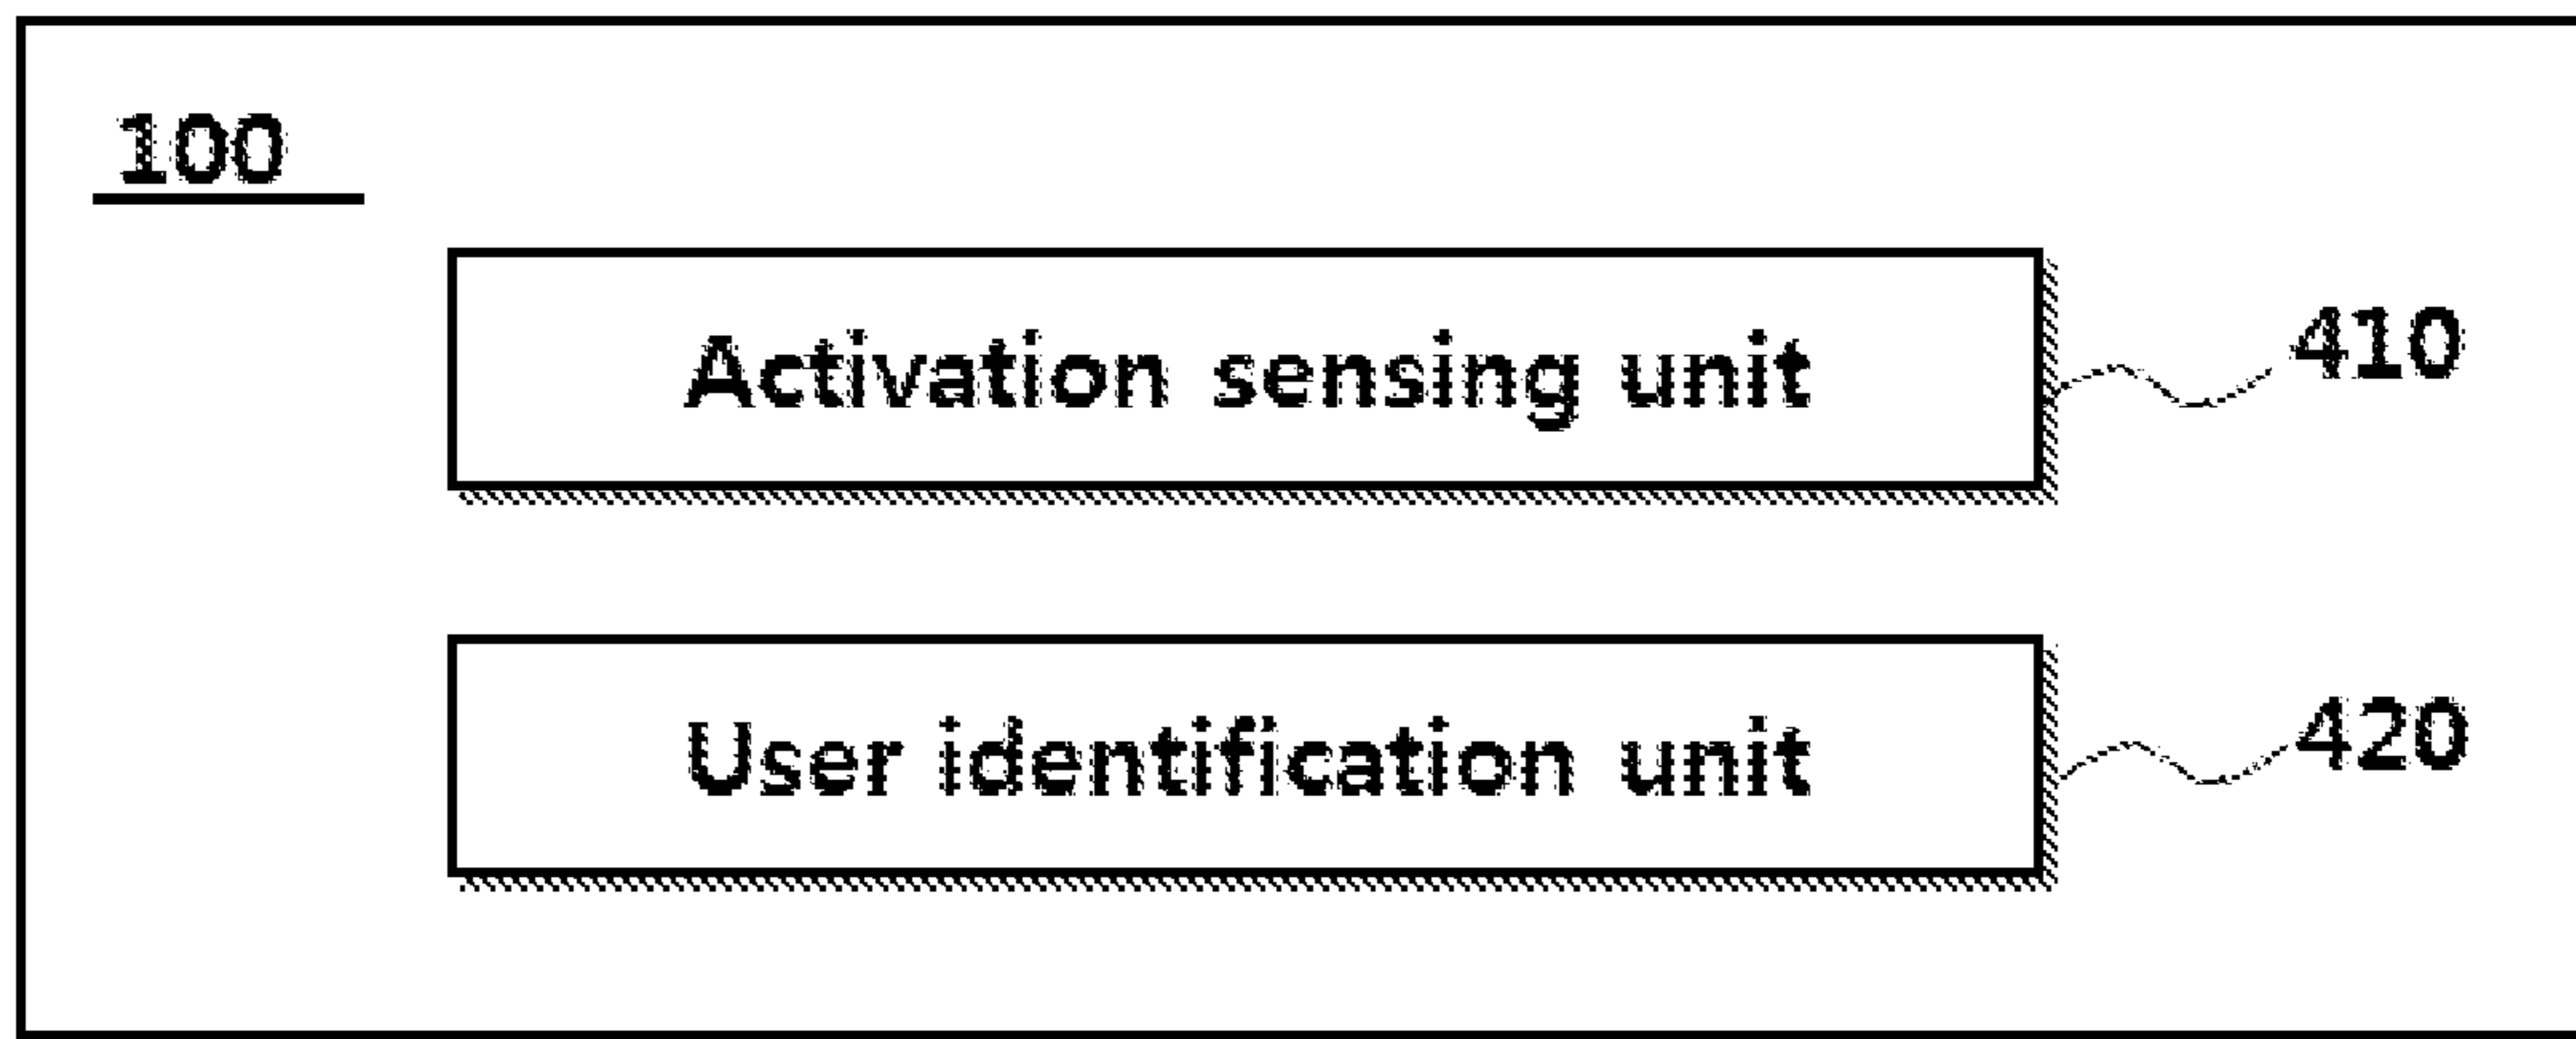 100
Activation sensing unit
410
User identification unit
420